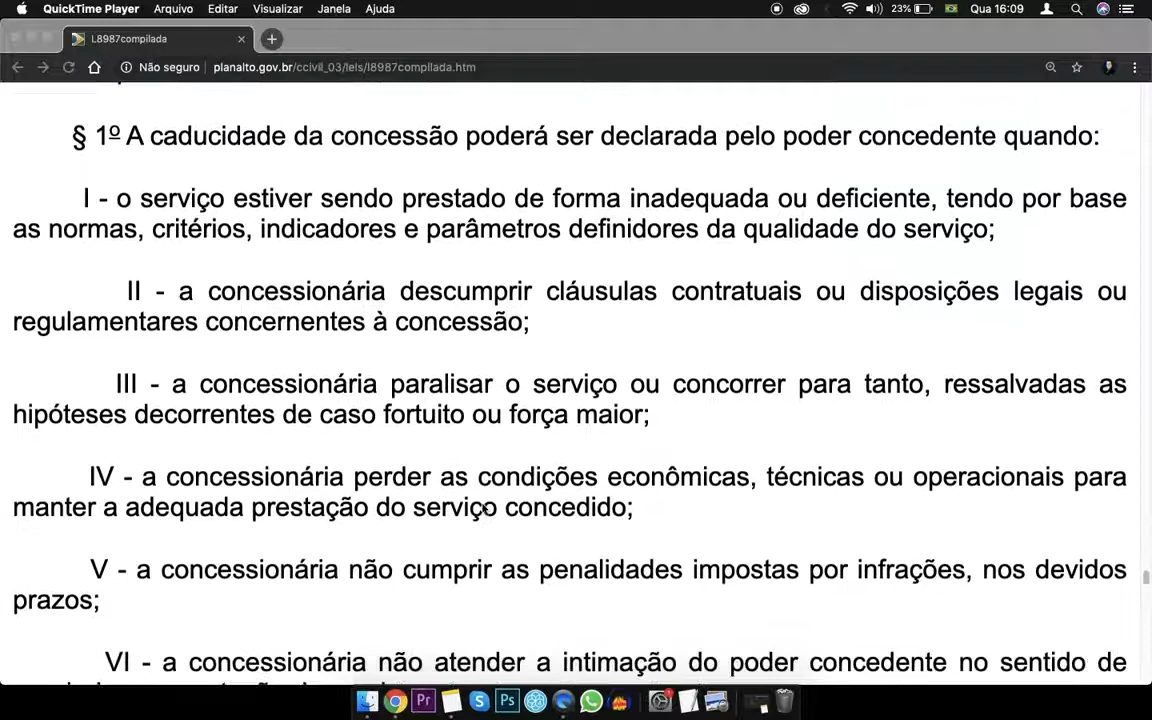 QuickTime Player Arquivo Editar Visualizar Janela Ajuda 23% Qua 16:09
L8987compilada
Não seguro planalto.gov.br/ccivil_03/leis/l8987compilada.htm
§ 1º A caducidade da concessão poderá ser declarada pelo poder concedente quando:
I - o serviço estiver sendo prestado de forma inadequada ou deficiente, tendo por base
as normas, critérios, indicadores e parâmetros definidores da qualidade do serviço;
II - a concessionária descumprir cláusulas contratuais ou disposições legais ou
regulamentares concernentes à concessão;
III - a concessionária paralisar o serviço ou concorrer para tanto, ressalvadas as
hipóteses decorrentes de caso fortuito ou força maior;
IV - a concessionária perder as condições econômicas, técnicas ou operacionais para
manter a adequada prestação do serviço concedido;
V - a concessionária não cumprir as penalidades impostas por infrações, nos devidos
prazos;
VI - a concessionária não atender a intimação do poder concedente no sentido de
Pr Ps